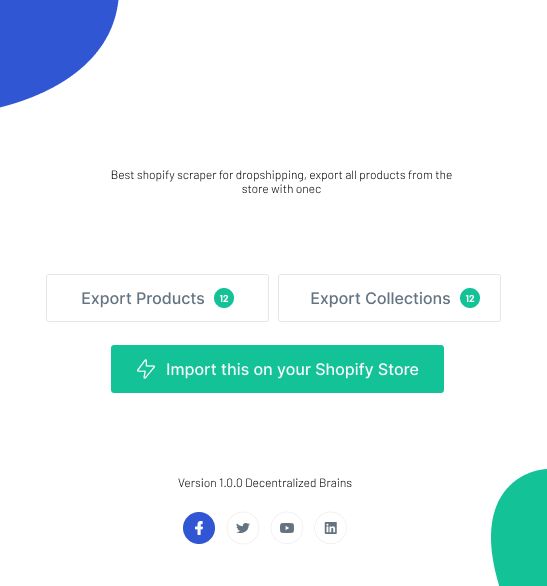 Best shopify scraper for dropshipping, export all products from the
store with onec
Export Products 12
Export Collections 12
Import this on your Shopify Store
Version 1.0.0 Decentralized Brains